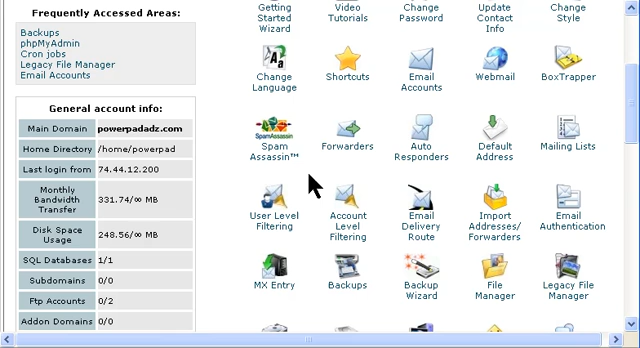 Frequently Accessed Areas:
Backups
phpMyAdmin
Cron jobs
Legacy File Manager
Email Accounts
General account info:
Main Domain powerpadadz.com
Home Directory /home/powerpad
Last login from 74.44.12.200
Monthly
Bandwidth
Transfer
331.74/∞ MB
Disk Space
Usage
248.56/∞ MB
SQL Databases 1/1
Subdomains 0/0
Ftp Accounts 0/2
Addon Domains 0/0
Getting
Started
Wizard
Video
Tutorials
Change
Password
Update
Contact
Info
Change
Style
Change
Language
Shortcuts
Email
Accounts
Webmail
BoxTrapper
SpamAssassin
Spam
Assassin™
Forwarders
Auto
Responders
Default
Address
Mailing Lists
User Level
Filtering
Account
Level
Filtering
Email
Delivery
Route
Import
Addresses/
Forwarders
Email
Authentication
MX Entry
Backups
Backup
Wizard
File
Manager
Legacy File
Manager